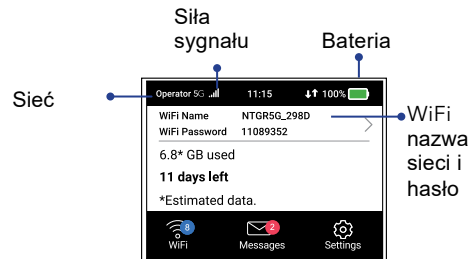 Siła
sygnału
Bateria
Sieć
Operator 5G 11:15 100%
WiFi Name NTGR5G_298D
WiFi Password 11089352
6.8* GB used
11 days left
*Estimated data.
8
2
WiFi Messages Settings
WiFi
nazwa
sieci i
hasło